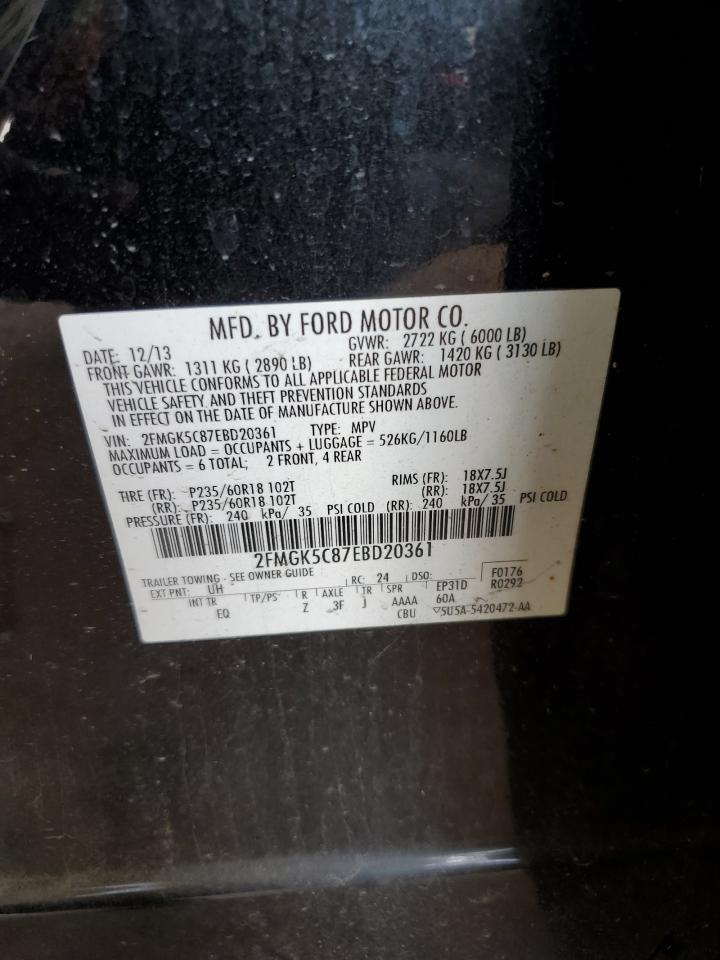 MFD. BY FORD MOTOR CO.
DATE: 12/13 GVWR: 2722 KG ( 6000 LB)
FRONT GAWR: 1311 KG ( 2890 LB) REAR GAWR: 1420 KG ( 3130 LB)
THIS VEHICLE CONFORMS TO ALL APPLICABLE FEDERAL MOTOR
VEHICLE SAFETY AND THEFT PREVENTION STANDARDS
IN EFFECT ON THE DATE OF MANUFACTURE SHOWN ABOVE.
VIN: 2FMGK5C87EBD20361 TYPE: MPV
MAXIMUM LOAD = OCCUPANTS + LUGGAGE = 526KG/1160LB
OCCUPANTS = 6 TOTAL; 2 FRONT, 4 REAR
TIRE (FR): P235/60R18 102T RIMS (FR): 18X7.5J
(RR): P235/60R18 102T (RR): 18X7.5J
PRESSURE (FR): 240 kPa/ 35 PSI COLD (RR): 240 kPa/ 35 PSI COLD
2FMGK5C87EBD20361
TRAILER TOWING - SEE OWNER GUIDE F0176
EXT PNT: UH RC: 24 DSO: R0292
INT TR TP/PS R AXLE TR SPR EP31D
EQ Z 3F J AAAA 60A
CBU ▽5U5A-5420472-AA